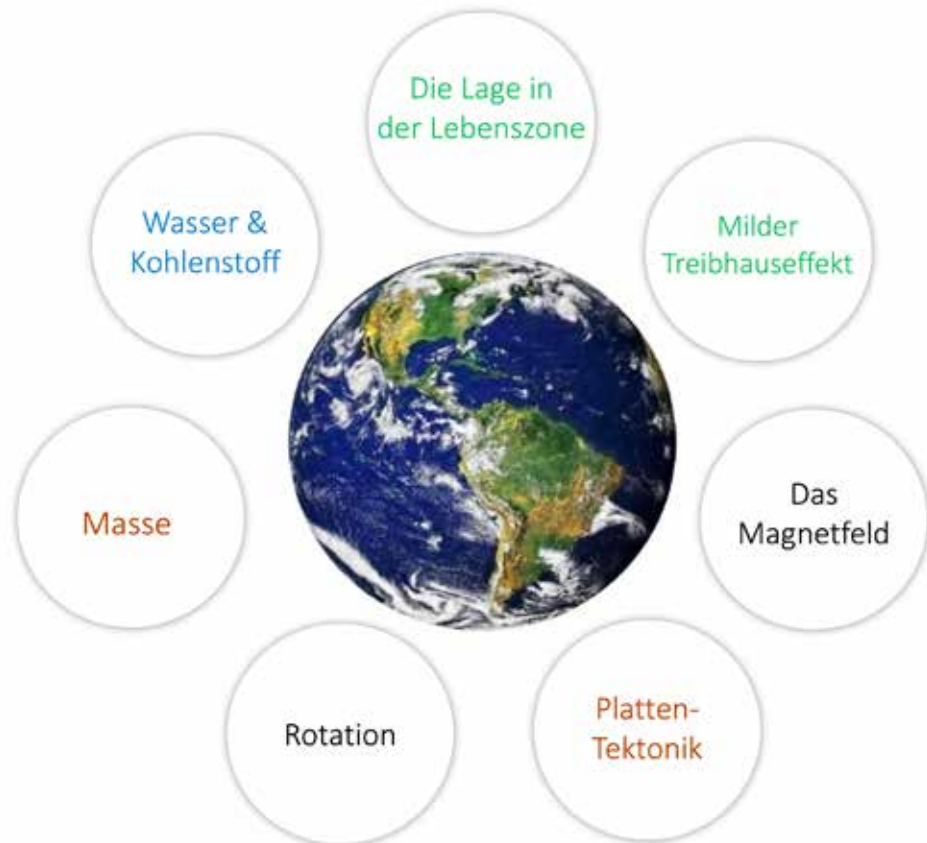 Die Lage in
der Lebenszone
Milder
Treibhauseffekt
Das
Magnetfeld
Platten-
Tektonik
Rotation
Masse
Wasser &
Kohlenstoff